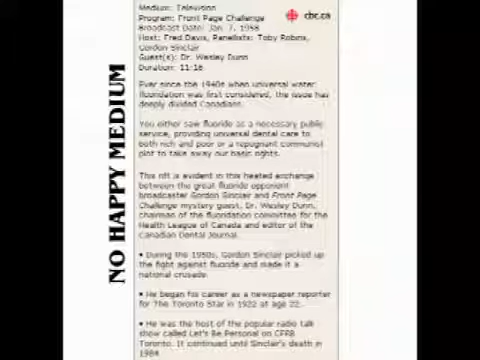 Medium: Television
Program: Front Page Challenge
Broadcast Date: Jan. 7, 1958
Host: Fred Davis, Panellists: Toby Robins,
Gordon Sinclair
Guest(s): Dr. Wesley Dunn
Duration: 11:16
cbc.ca
Ever since the 1940s when universal water
fluoridation was first considered, the issue has
deeply divided Canadians.
You either saw fluoride as a necessary public
service, providing universal dental care to
both rich and poor or a repugnant communist
plot to take away our basic rights.
This rift is evident in this heated exchange
between the great fluoride opponent
broadcaster Gordon Sinclair and Front Page
Challenge mystery guest, Dr. Wesley Dunn,
chairman of the fluoridation committee for the
Health League of Canada and editor of the
Canadian Dental Journal.
• During the 1950s, Gordon Sinclair picked up
the fight against fluoride and made it a
national crusade.
• He began his career as a newspaper reporter
for The Toronto Star in 1922 at age 22.
• He was the host of the popular radio talk
show called Let's Be Personal on CFRB
Toronto. It continued until Sinclair's death in
1984
NO HAPPY MEDIUM